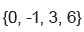 {0, -1, 3, 6}